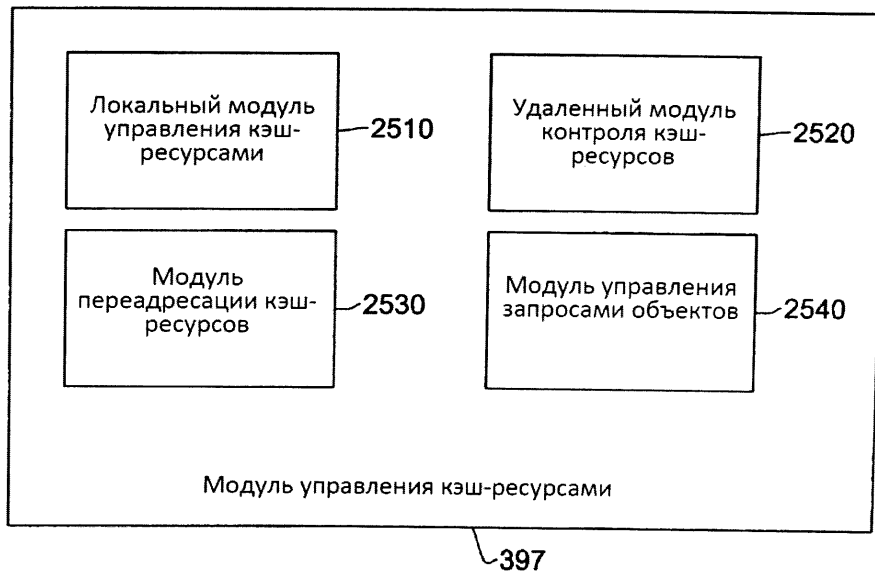 Локальный модуль
управления кэш-
ресурсами
2510
Удаленный модуль
контроля кэш-
ресурсов
2520
Модуль
переадресации кэш-
ресурсов
2530
Модуль управления
запросами объектов
2540
Модуль управления кэш-ресурсами
397